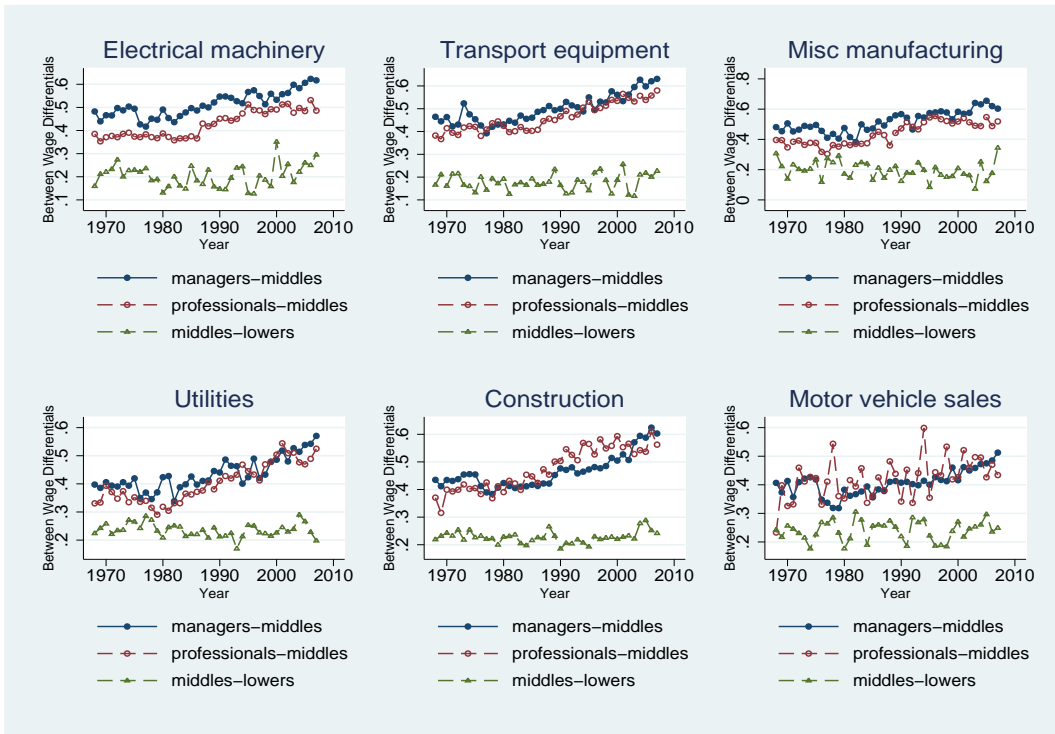 Electrical machinery
Between Wage Differentials
.1 .2 .3 .4 .5 .6
1970 1980 1990 2000 2010
Year
managers−middles
professionals−middles
middles−lowers
Transport equipment
Between Wage Differentials
.1 .2 .3 .4 .5 .6
1970 1980 1990 2000 2010
Year
managers−middles
professionals−middles
middles−lowers
Misc manufacturing
Between Wage Differentials
0 .2 .4 .6 .8
1970 1980 1990 2000 2010
Year
managers−middles
professionals−middles
middles−lowers
Utilities
Between Wage Differentials
.2 .3 .4 .5 .6
1970 1980 1990 2000 2010
Year
managers−middles
professionals−middles
middles−lowers
Construction
Between Wage Differentials
.2 .3 .4 .5 .6
1970 1980 1990 2000 2010
Year
managers−middles
professionals−middles
middles−lowers
Motor vehicle sales
Between Wage Differentials
.2 .3 .4 .5 .6
1970 1980 1990 2000 2010
Year
managers−middles
professionals−middles
middles−lowers